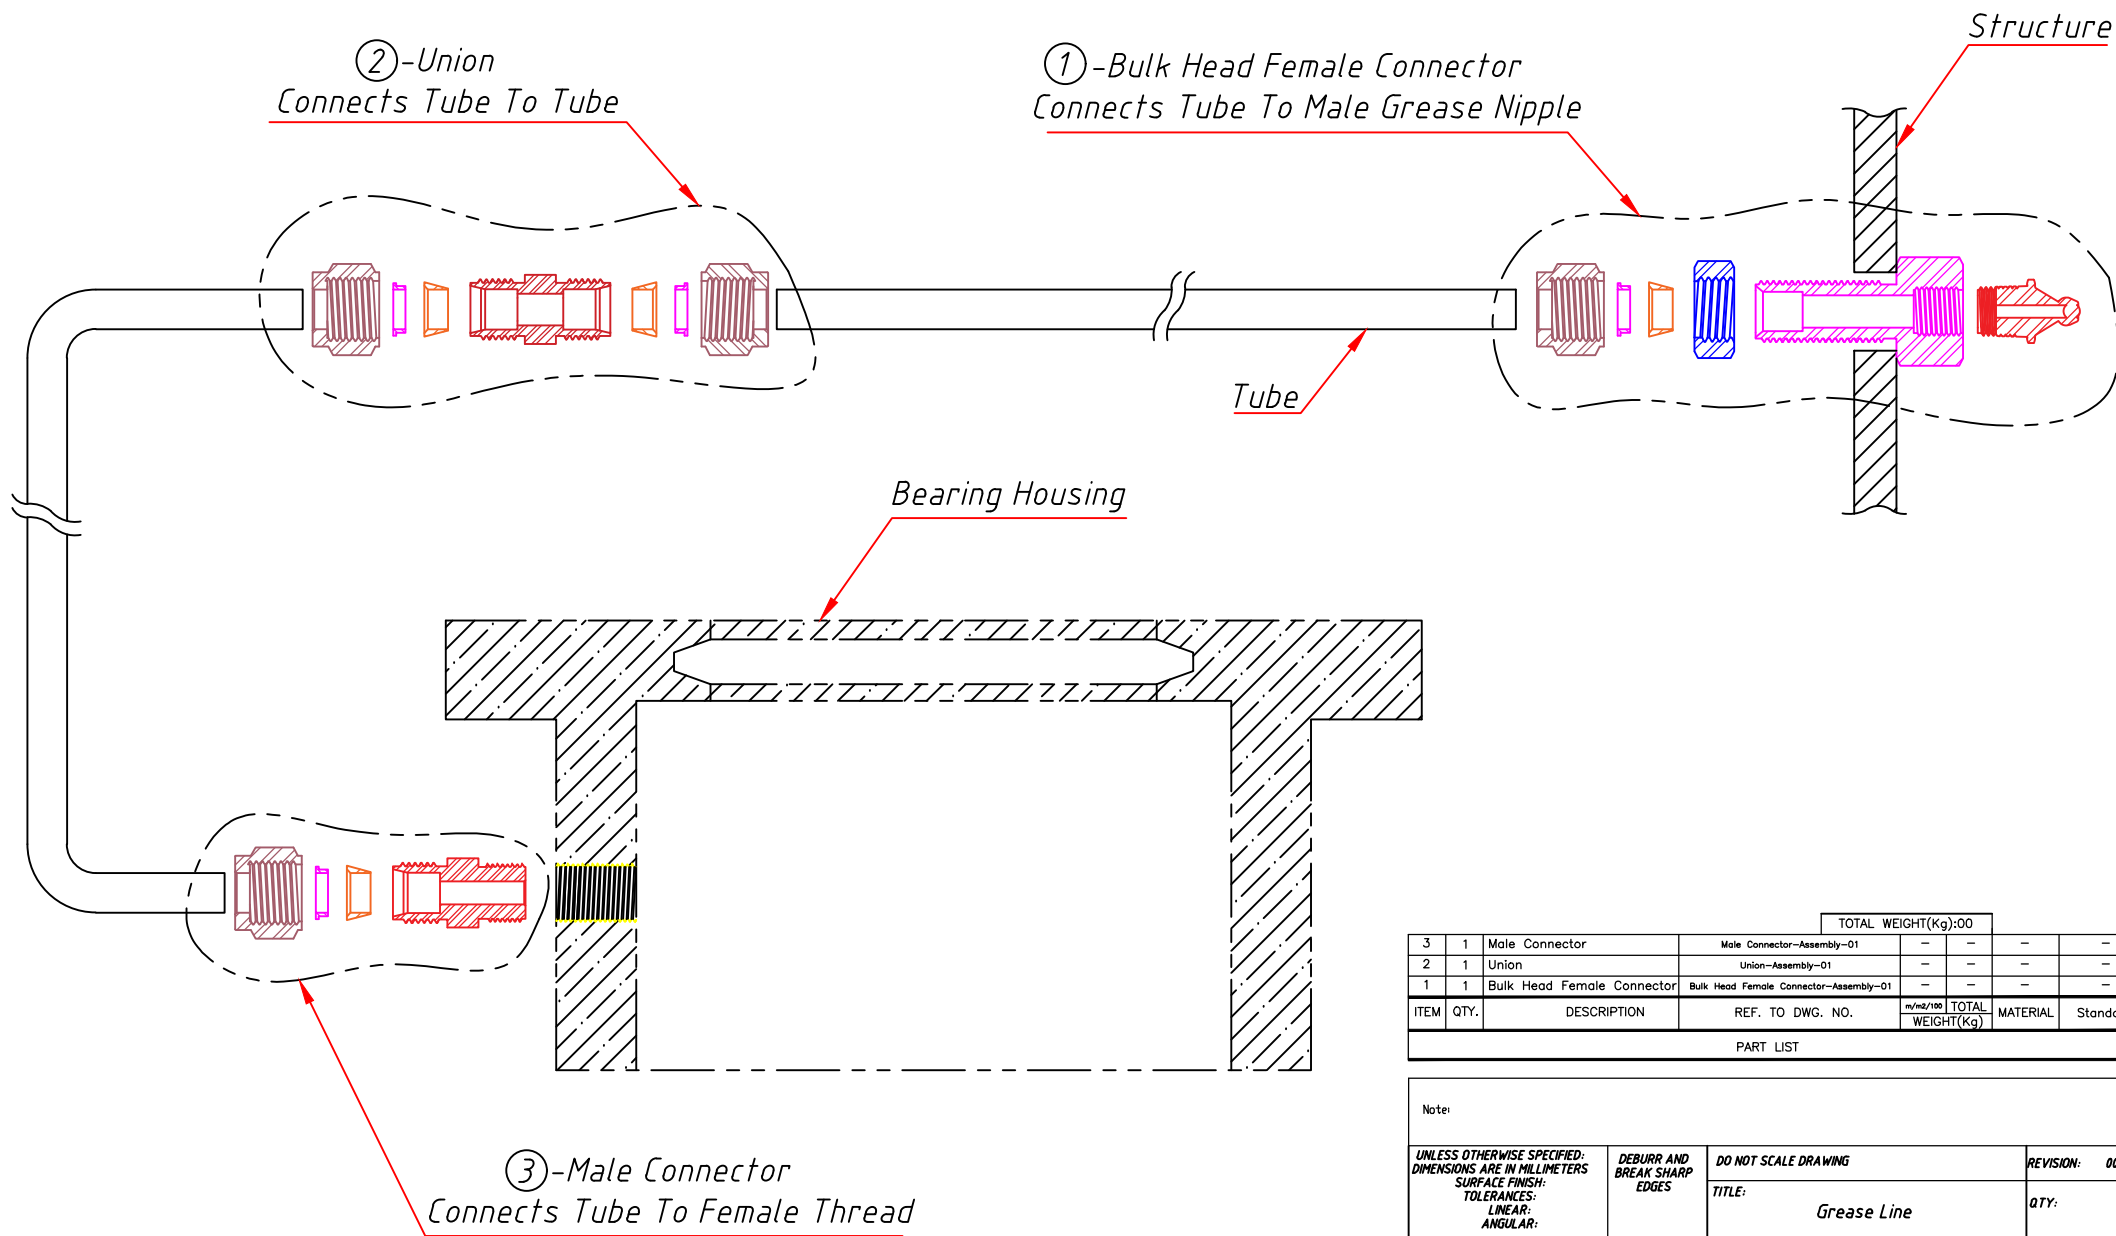 Structure
②-Union
Connects Tube To Tube
①-Bulk Head Female Connector
Connects Tube To Male Grease Nipple
Tube
Bearing Housing
③-Male Connector
Connects Tube To Female Thread
TOTAL WEIGHT(Kg):00
3 1 Male Connector Male Connector-Assembly-01 - - - -
2 1 Union Union-Assembly-01 - - - -
1 1 Bulk Head Female Connector Bulk Head Female Connector-Assembly-01 - - - -
ITEM QTY. DESCRIPTION REF. TO DWG. NO. m/m2/100 TOTAL WEIGHT(Kg) MATERIAL
PART LIST
Note:
UNLESS OTHERWISE SPECIFIED:
DIMENSIONS ARE IN MILLIMETERS
SURFACE FINISH:
TOLERANCES:
LINEAR:
ANGULAR:
DEBURR AND
BREAK SHARP
EDGES
DO NOT SCALE DRAWING
REVISION:
TITLE:
Grease Line
QTY: